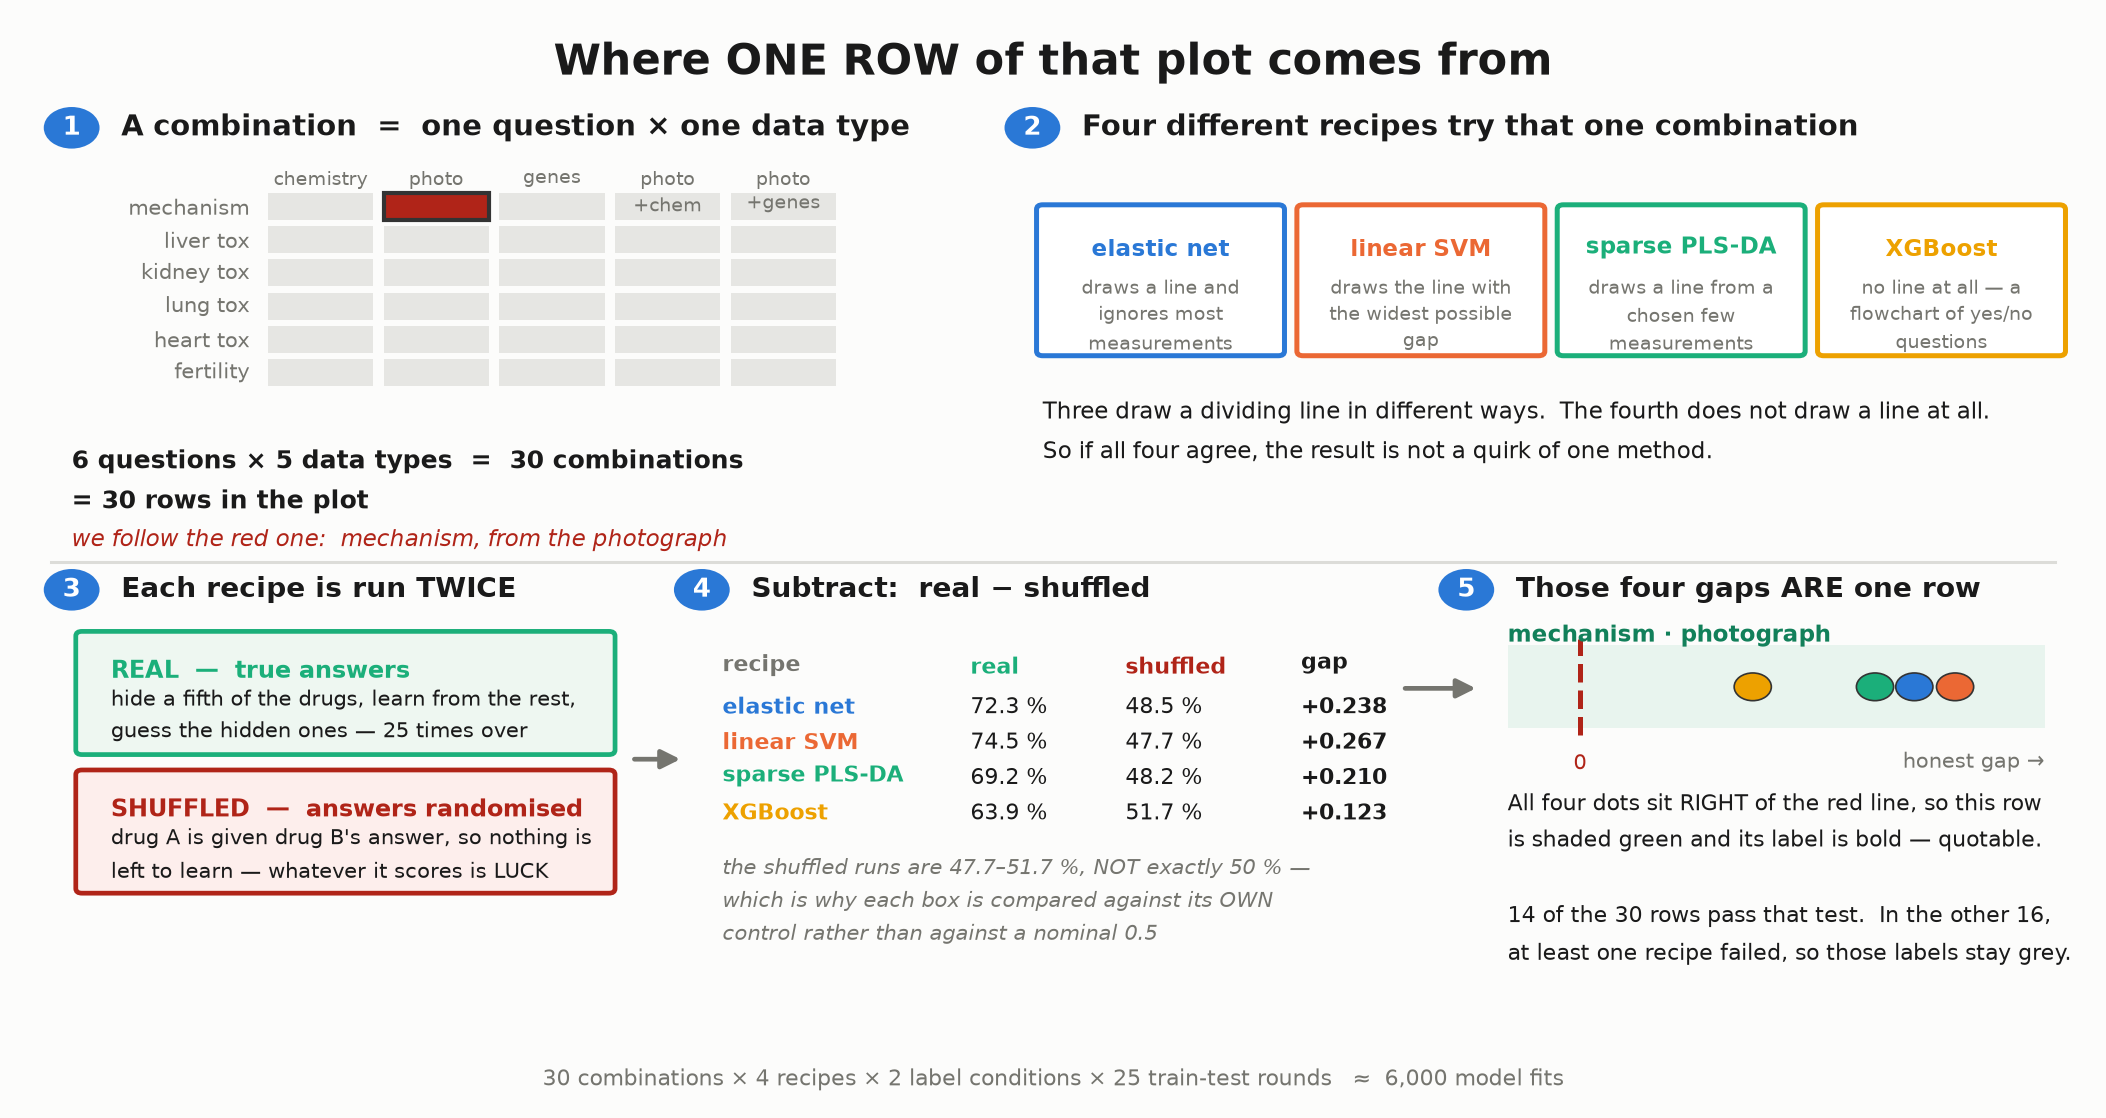 Where ONE ROW of that plot comes from
1 A combination = one question × one data type
chemistry photo genes photo photo
mechanism +chem +genes
liver tox
kidney tox
lung tox
heart tox
fertility
6 questions × 5 data types = 30 combinations
= 30 rows in the plot
we follow the red one: mechanism, from the photograph
2 Four different recipes try that one combination
elastic net
draws a line and
ignores most
measurements
linear SVM
draws the line with
the widest possible
gap
sparse PLS-DA
draws a line from a
chosen few
measurements
XGBoost
no line at all — a
flowchart of yes/no
questions
Three draw a dividing line in different ways. The fourth does not draw a line at all.
So if all four agree, the result is not a quirk of one method.
3 Each recipe is run TWICE
REAL — true answers
hide a fifth of the drugs, learn from the rest,
guess the hidden ones — 25 times over
SHUFFLED — answers randomised
drug A is given drug B's answer, so nothing is
left to learn — whatever it scores is LUCK
4 Subtract: real − shuffled
recipe real shuffled gap
elastic net 72.3 % 48.5 % +0.238
linear SVM 74.5 % 47.7 % +0.267
sparse PLS-DA 69.2 % 48.2 % +0.210
XGBoost 63.9 % 51.7 % +0.123
the shuffled runs are 47.7–51.7 %, NOT exactly 50 % —
which is why each box is compared against its OWN
control rather than against a nominal 0.5
5 Those four gaps ARE one row
mechanism · photograph
0 honest gap →
All four dots sit RIGHT of the red line, so this row
is shaded green and its label is bold — quotable.
14 of the 30 rows pass that test. In the other 16,
at least one recipe failed, so those labels stay grey.
30 combinations × 4 recipes × 2 label conditions × 25 train-test rounds ≈ 6,000 model fits